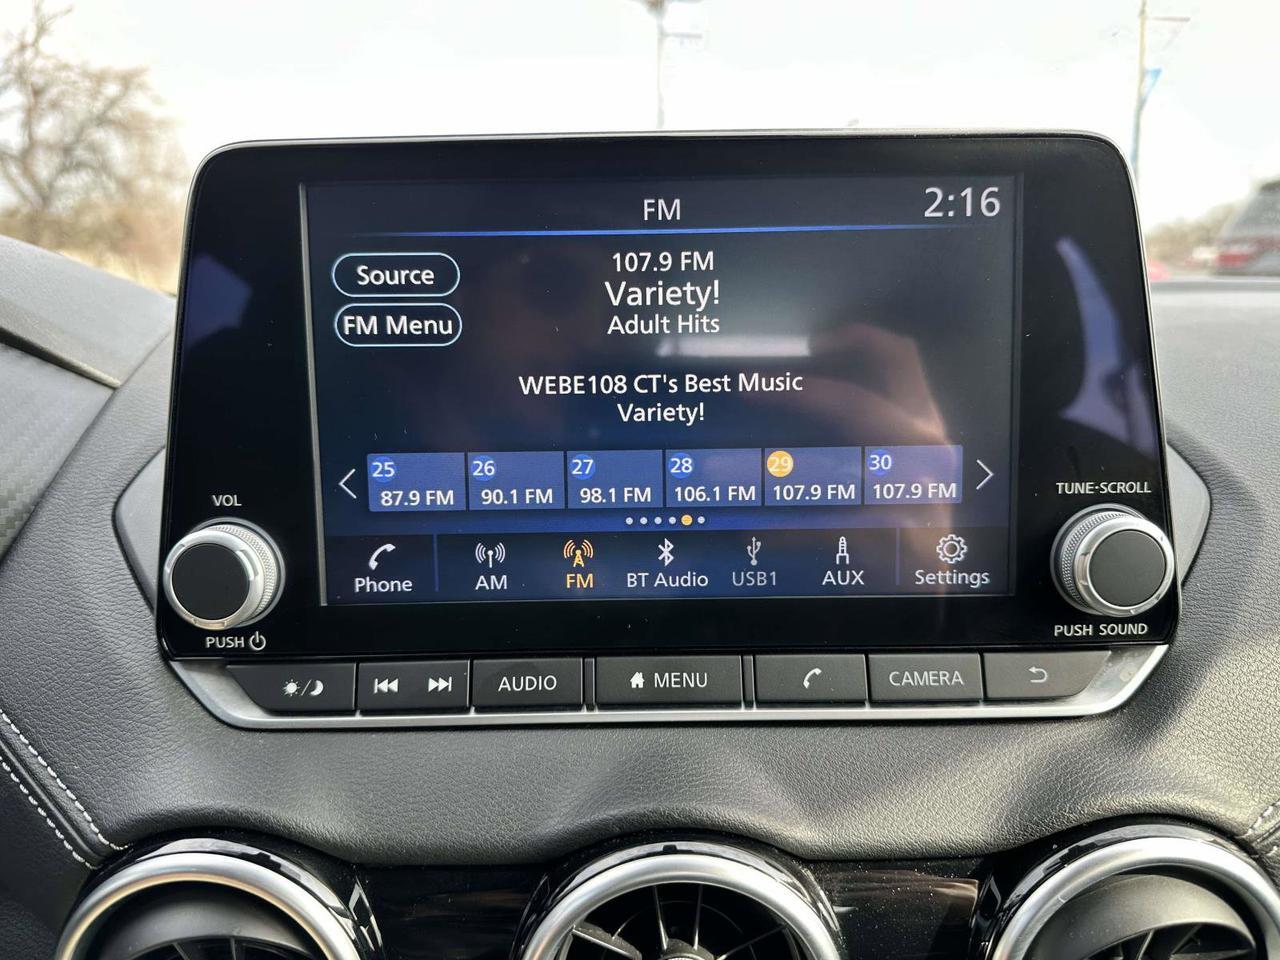 FM
2:16
Source
FM Menu
107.9 FM
Variety!
Adult Hits
WEBE108 CT's Best Music
Variety!
25
87.9 FM
26
90.1 FM
27
98.1 FM
28
106.1 FM
29
107.9 FM
30
107.9 FM
VOL
PUSH
TUNE·SCROLL
PUSH SOUND
Phone
AM
FM
BT Audio
USB1
AUX
Settings
AUDIO
MENU
CAMERA